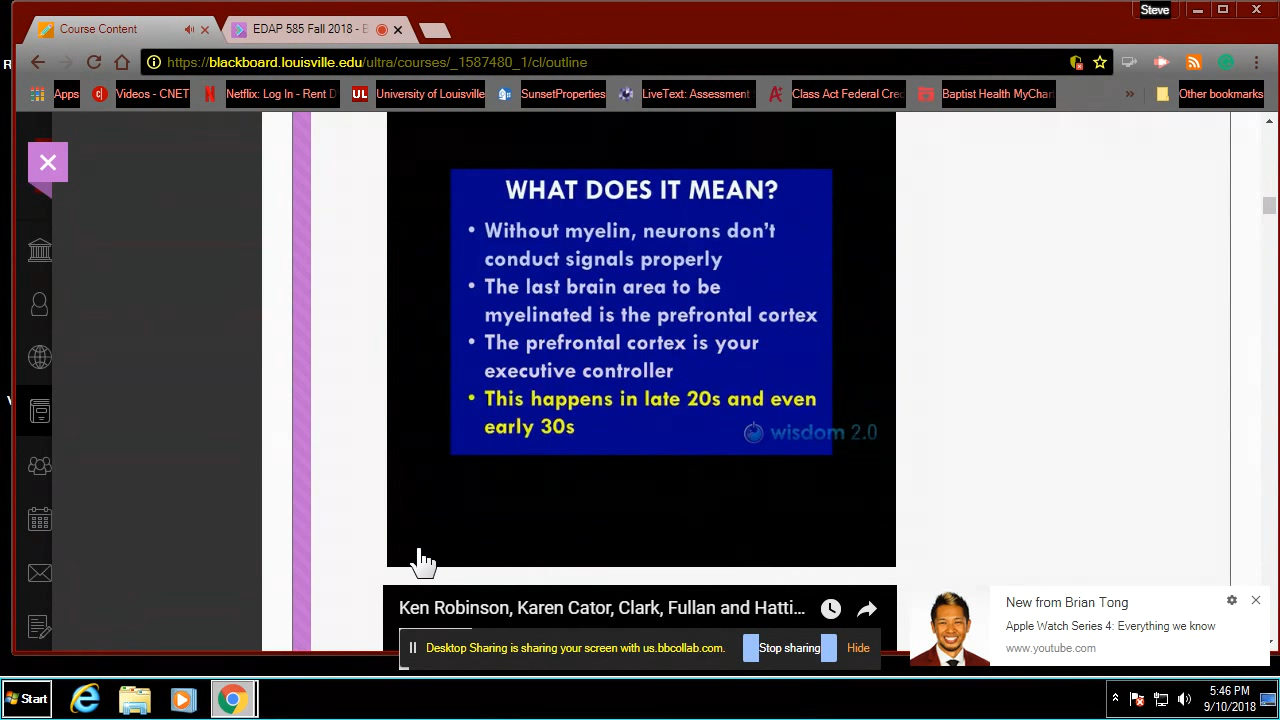 Steve
Course Content
EDAP 585 Fall 2018 - B
https://blackboard.louisville.edu/ultra/courses/_1587480_1/cl/outline
Apps
Videos - CNET
Netflix: Log In - Rent D
UL
University of Louisville
SunsetProperties
LiveText: Assessment
Class Act Federal Cred
Baptist Health MyChart
»
Other bookmarks
WHAT DOES IT MEAN?
• Without myelin, neurons don't
conduct signals properly
• The last brain area to be
myelinated is the prefrontal cortex
• The prefrontal cortex is your
executive controller
• This happens in late 20s and even
early 30s
wisdom 2.0
Ken Robinson, Karen Cator, Clark, Fullan and Hatti...
Desktop Sharing is sharing your screen with us.bbcollab.com.
Stop sharing
Hide
New from Brian Tong
Apple Watch Series 4: Everything we know
www.youtube.com
Start
5:46 PM
9/10/2018